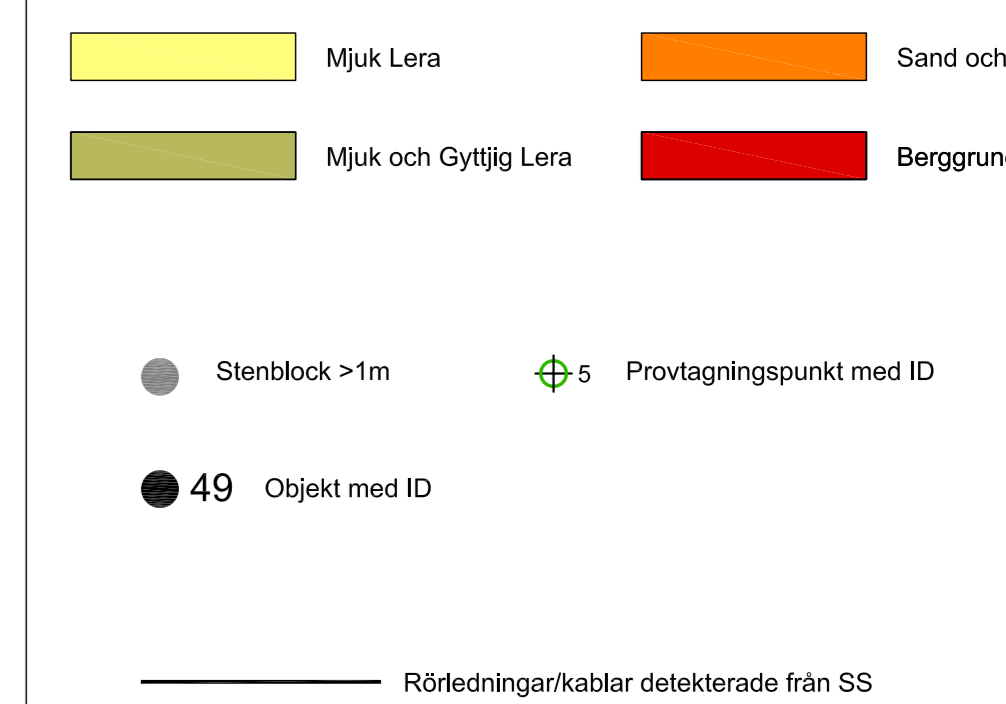 Mjuk Lera
Sand och
Mjuk och Gyttjig Lera
Stenblock >1m
5 Provtagningspunkt med ID
49 Objekt med ID
Rörledningar/kablar detekterade från SS